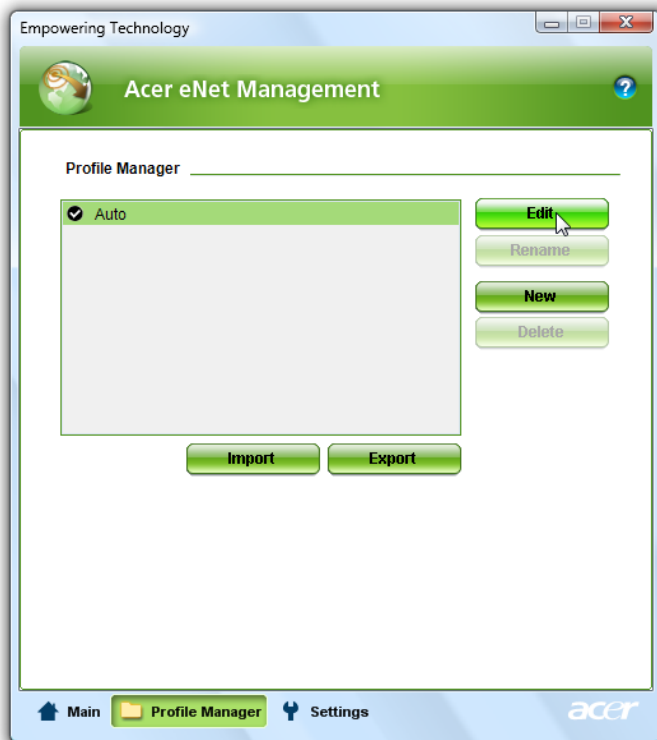 Empowering Technology
Acer eNet Management
?
Profile Manager
Auto
Edit
Rename
New
Delete
Import Export
Main Profile Manager Settings acer